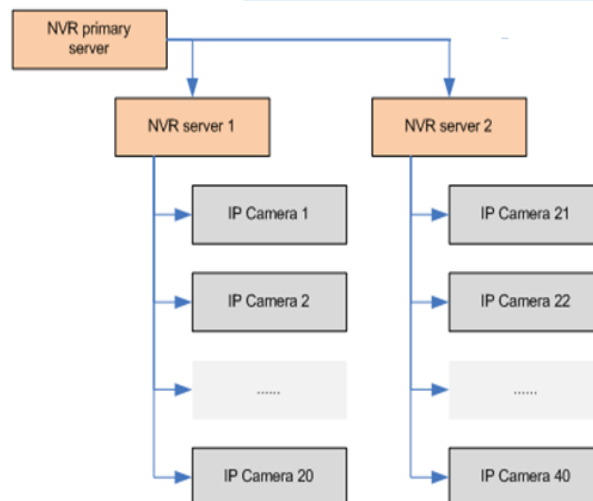 NVR primary
server
NVR server 1
NVR server 2
IP Camera 1
IP Camera 21
IP Camera 2
IP Camera 22
......
......
IP Camera 20
IP Camera 40